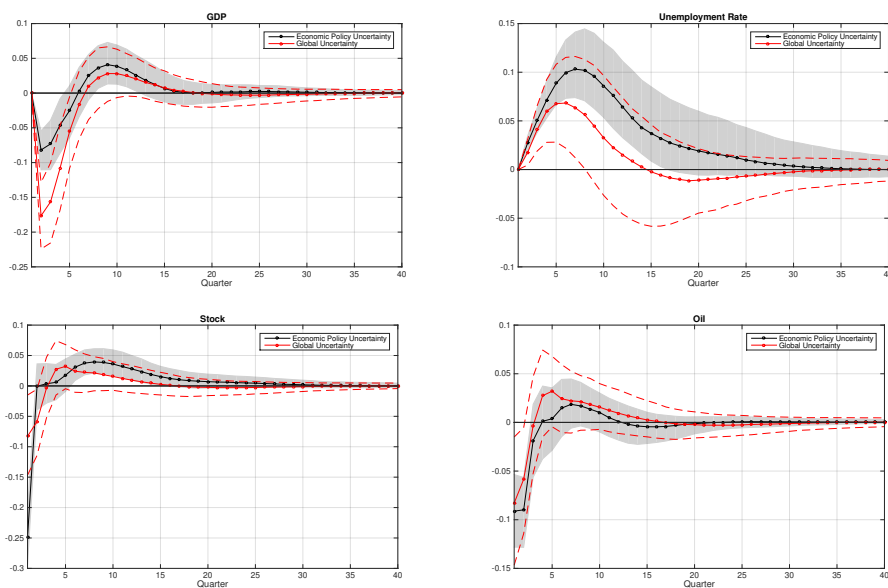 GDP
Economic Policy Uncertainty
Global Uncertainty
0.1
0.05
0
-0.05
-0.1
-0.15
-0.2
-0.25
5 10 15 20 25 30 35 40
Quarter
Unemployment Rate
Economic Policy Uncertainty
Global Uncertainty
0.15
0.1
0.05
0
0.05
0.1
5 10 15 20 25 30 35 40
Quarter
Stock
Economic Policy Uncertainty
Global Uncertainty
0.1
0.05
0
-0.05
-0.1
-0.15
-0.2
-0.25
-0.3
5 10 15 20 25 30 35 40
Quarter
Oil
Economic Policy Uncertainty
Global Uncertainty
0.1
0.05
0
-0.05
-0.1
-0.15
5 10 15 20 25 30 35 40
Quarter